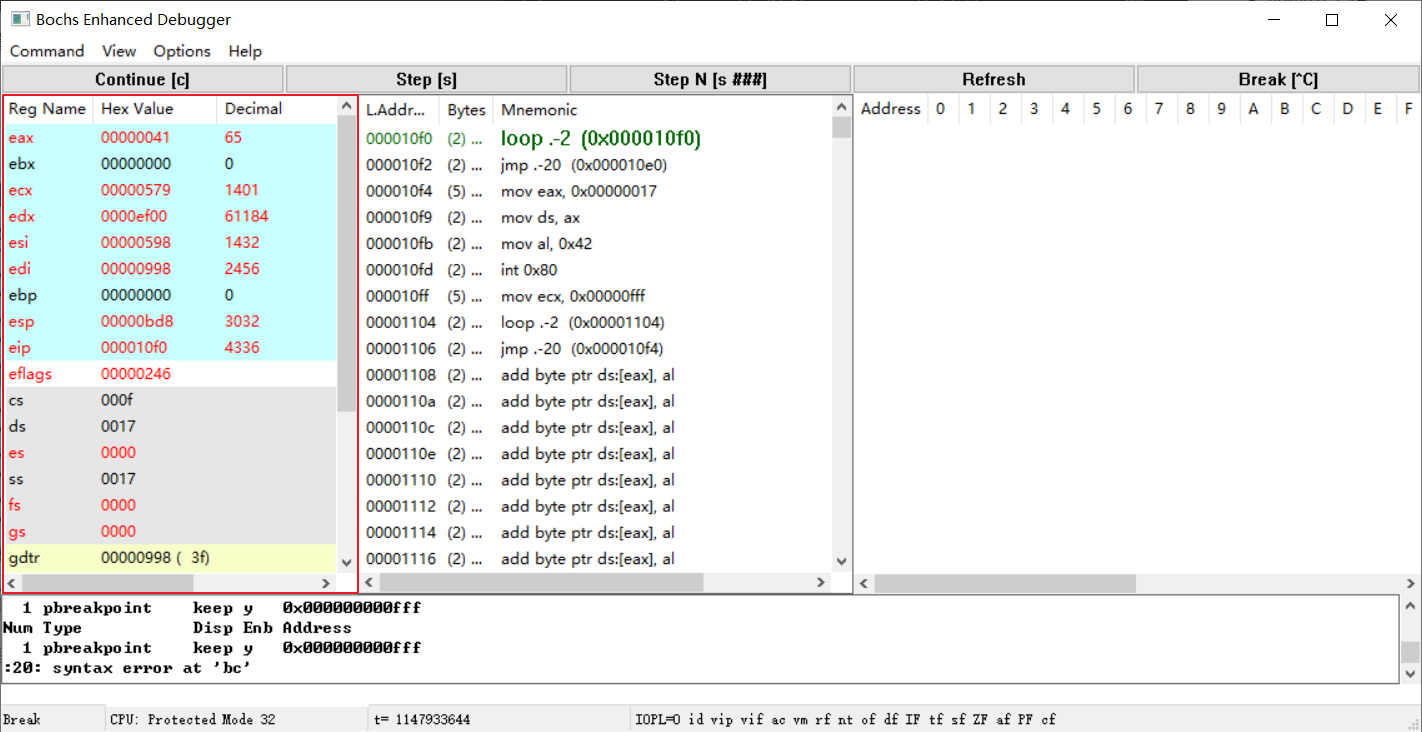 Bochs Enhanced Debugger
Command View Options Help
Continue [c] Step [s] Step N [s ###] Refresh Break [^C]
Reg Name Hex Value Decimal
eax 00000041 65
ebx 00000000 0
ecx 00000579 1401
edx 0000ef00 61184
esi 00000598 1432
edi 00000998 2456
ebp 00000000 0
esp 00000bd8 3032
eip 000010f0 4336
eflags 00000246
cs 000f
ds 0017
es 0000
ss 0017
fs 0000
gs 0000
gdtr 00000998 ( 3f)
L.Addr... Bytes Mnemonic
000010f0 (2) ... loop .-2 (0x000010f0)
000010f2 (2) ... jmp .-20 (0x000010e0)
000010f4 (5) ... mov eax, 0x00000017
000010f9 (2) ... mov ds, ax
000010fb (2) ... mov al, 0x42
000010fd (2) ... int 0x80
000010ff (5) ... mov ecx, 0x00000fff
00001104 (2) ... loop .-2 (0x00001104)
00001106 (2) ... jmp .-20 (0x000010f4)
00001108 (2) ... add byte ptr ds:[eax], al
0000110a (2) ... add byte ptr ds:[eax], al
0000110c (2) ... add byte ptr ds:[eax], al
0000110e (2) ... add byte ptr ds:[eax], al
00001110 (2) ... add byte ptr ds:[eax], al
00001112 (2) ... add byte ptr ds:[eax], al
00001114 (2) ... add byte ptr ds:[eax], al
00001116 (2) ... add byte ptr ds:[eax], al
Address 0 1 2 3 4 5 6 7 8 9 A B C D E F
1 pbreakpoint keep y 0x000000000fff
Num Type Disp Enb Address
1 pbreakpoint keep y 0x000000000fff
:20: syntax error at 'bc'
Break CPU: Protected Mode 32 t= 1147933644 IOPL=0 id vip vif ac vm rf nt of df IF tf sf ZF af PF cf